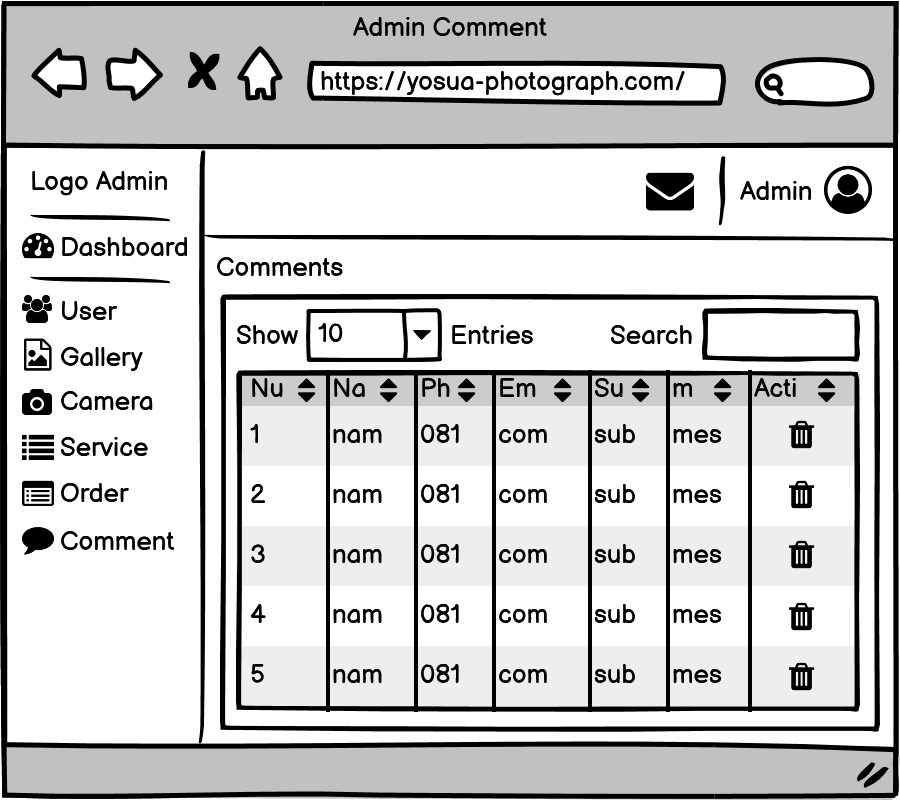 Admin Comment
https://yosua-photograph.com/
Logo Admin
Admin
Dashboard
User
Gallery
Camera
Service
Order
Comment
Comments
Show 10 Entries Search
Nu Na Ph Em Su m Acti
1 nam 081 com sub mes
2 nam 081 com sub mes
3 nam 081 com sub mes
4 nam 081 com sub mes
5 nam 081 com sub mes